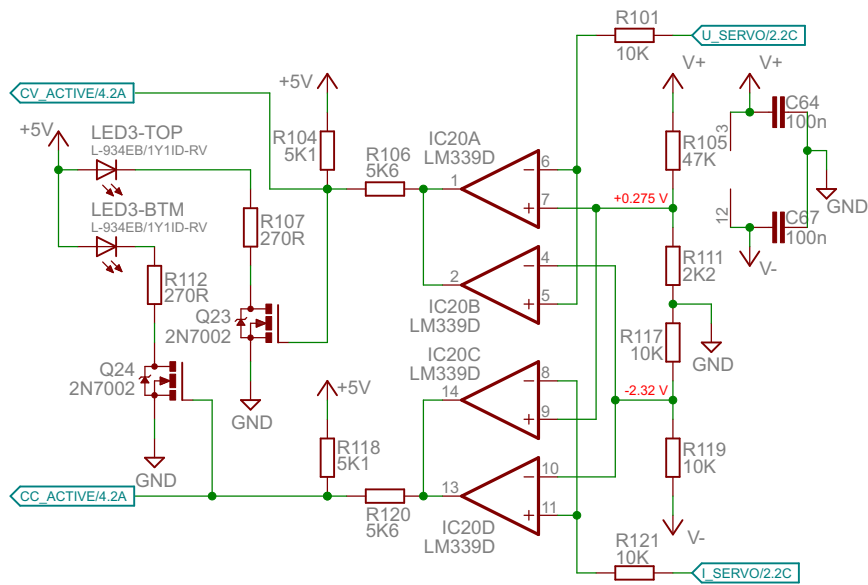 R101
10K
U_SERVO/2.2C
CV_ACTIVE/4.2A
+5V
V+
V+
C64
100n
3
+5V
LED3-TOP
L-934EB/1Y1ID-RV
R104
5K1
R106
5K6
IC20A
LM339D
1
6
7
R105
47K
GND
+0.275 V
LED3-BTM
L-934EB/1Y1ID-RV
R107
270R
12
C67
100n
V-
R112
270R
2
4
5
IC20B
LM339D
R111
2K2
Q23
2N7002
R117
10K
GND
Q24
2N7002
IC20C
LM339D
14
8
9
-2.32 V
GND
+5V
R118
5K1
R119
10K
GND
R120
5K6
13
10
11
IC20D
LM339D
CC_ACTIVE/4.2A
V-
R121
10K
I_SERVO/2.2C